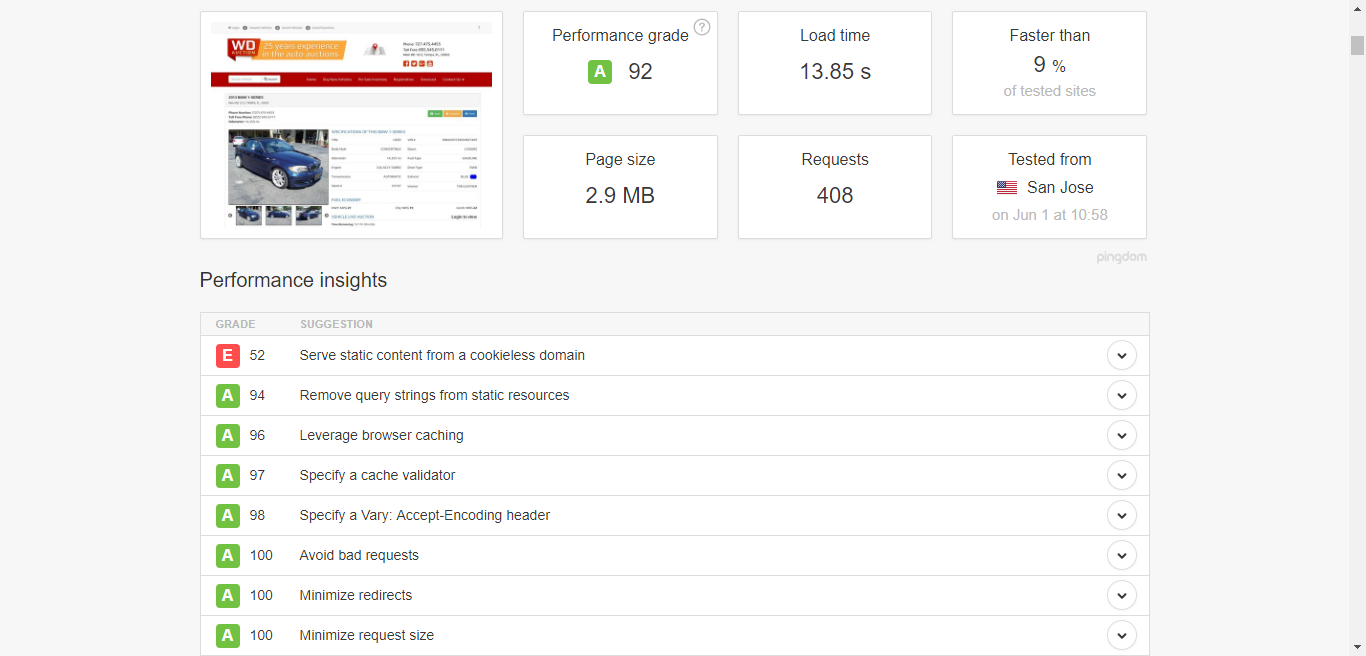 WD
AUCTION
25 years experience
in the auto auctions
Performance grade
?
A 92
Load time
13.85 s
Faster than
9 %
of tested sites
Page size
2.9 MB
Requests
408
Tested from
San Jose
on Jun 1 at 10:58
pingdom
Performance insights
GRADE SUGGESTION
E 52 Serve static content from a cookieless domain
A 94 Remove query strings from static resources
A 96 Leverage browser caching
A 97 Specify a cache validator
A 98 Specify a Vary: Accept-Encoding header
A 100 Avoid bad requests
A 100 Minimize redirects
A 100 Minimize request size